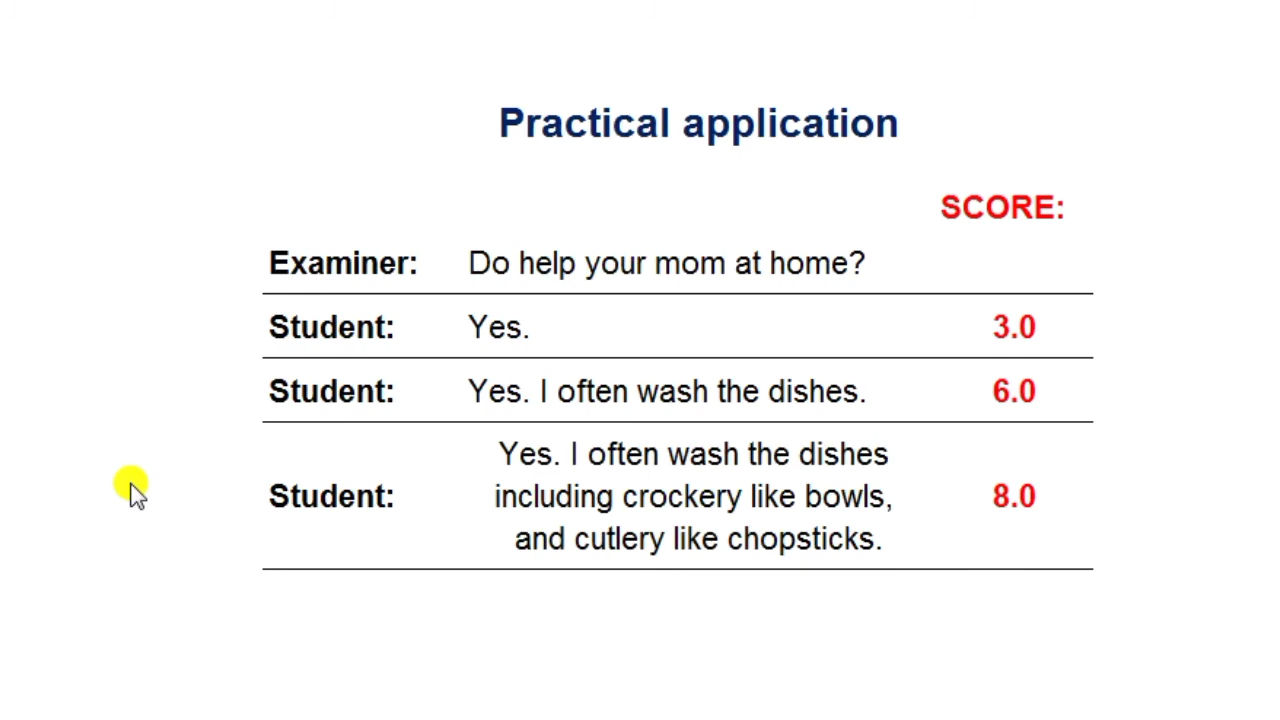 Practical application
SCORE:
Examiner: Do help your mom at home?
Student: Yes. 3.0
Student: Yes. I often wash the dishes. 6.0
Yes. I often wash the dishes
Student: including crockery like bowls, 8.0
and cutlery like chopsticks.